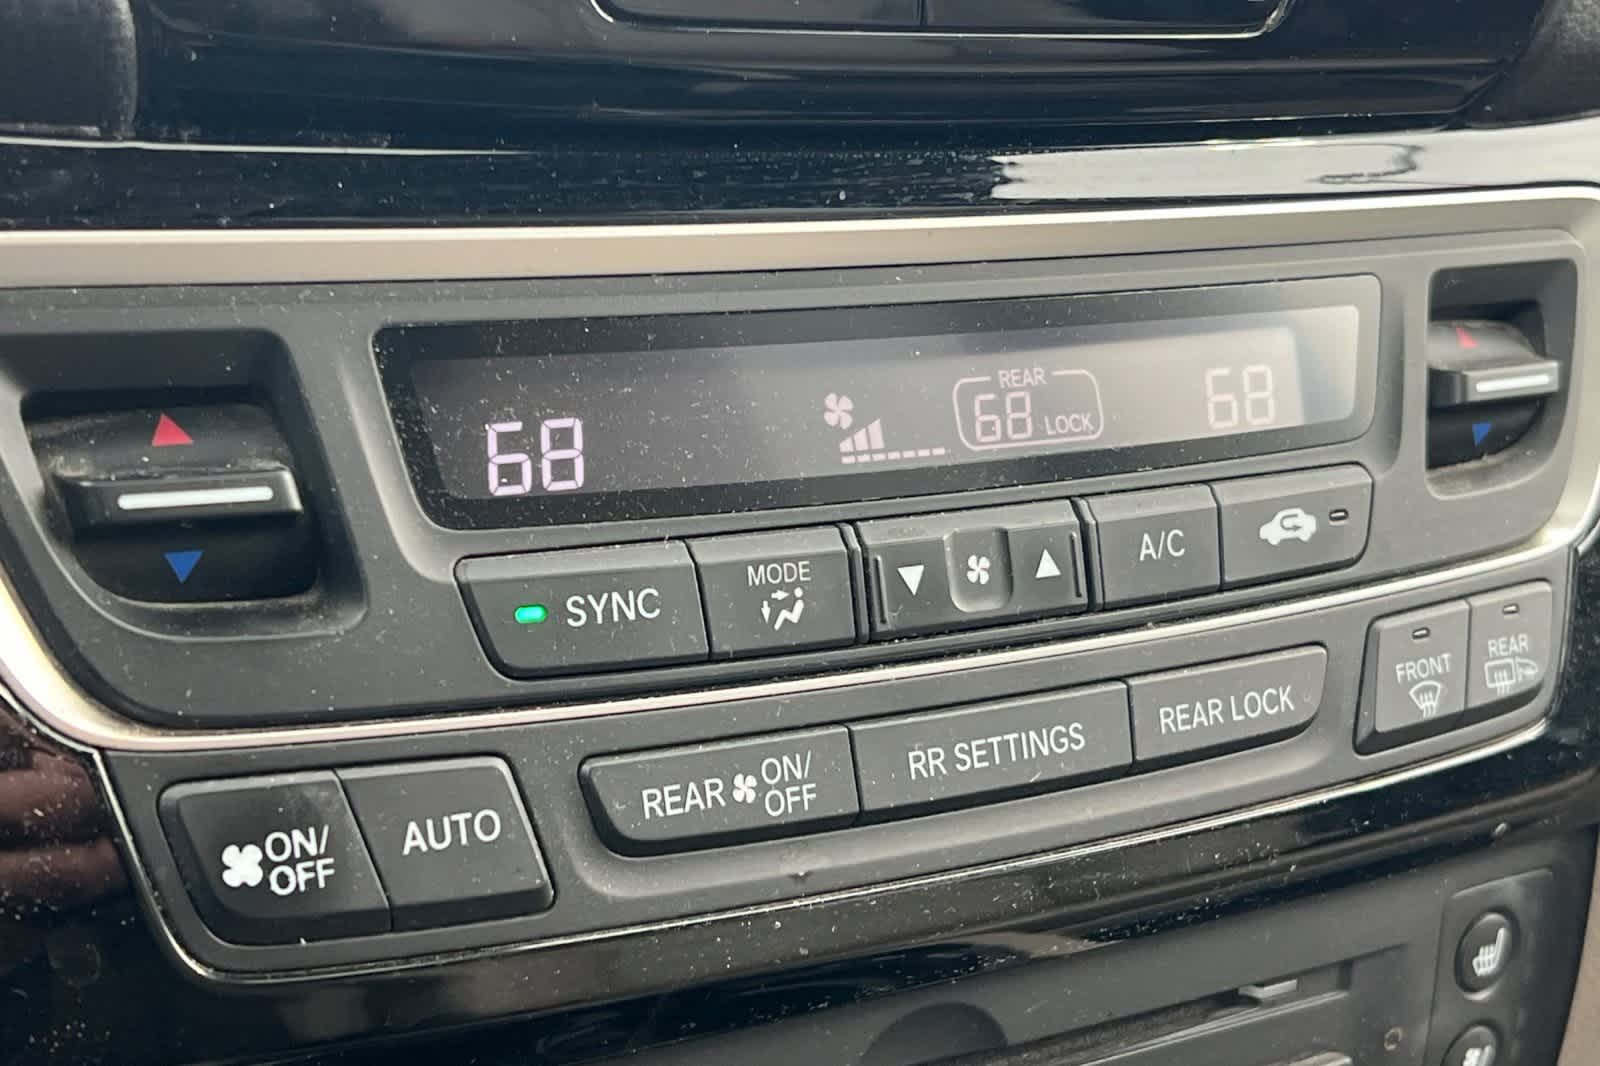 68
REAR
68 LOCK
68
SYNC
MODE
A/C
FRONT
REAR
REAR ON/
OFF
RR SETTINGS
REAR LOCK
ON/
OFF
AUTO